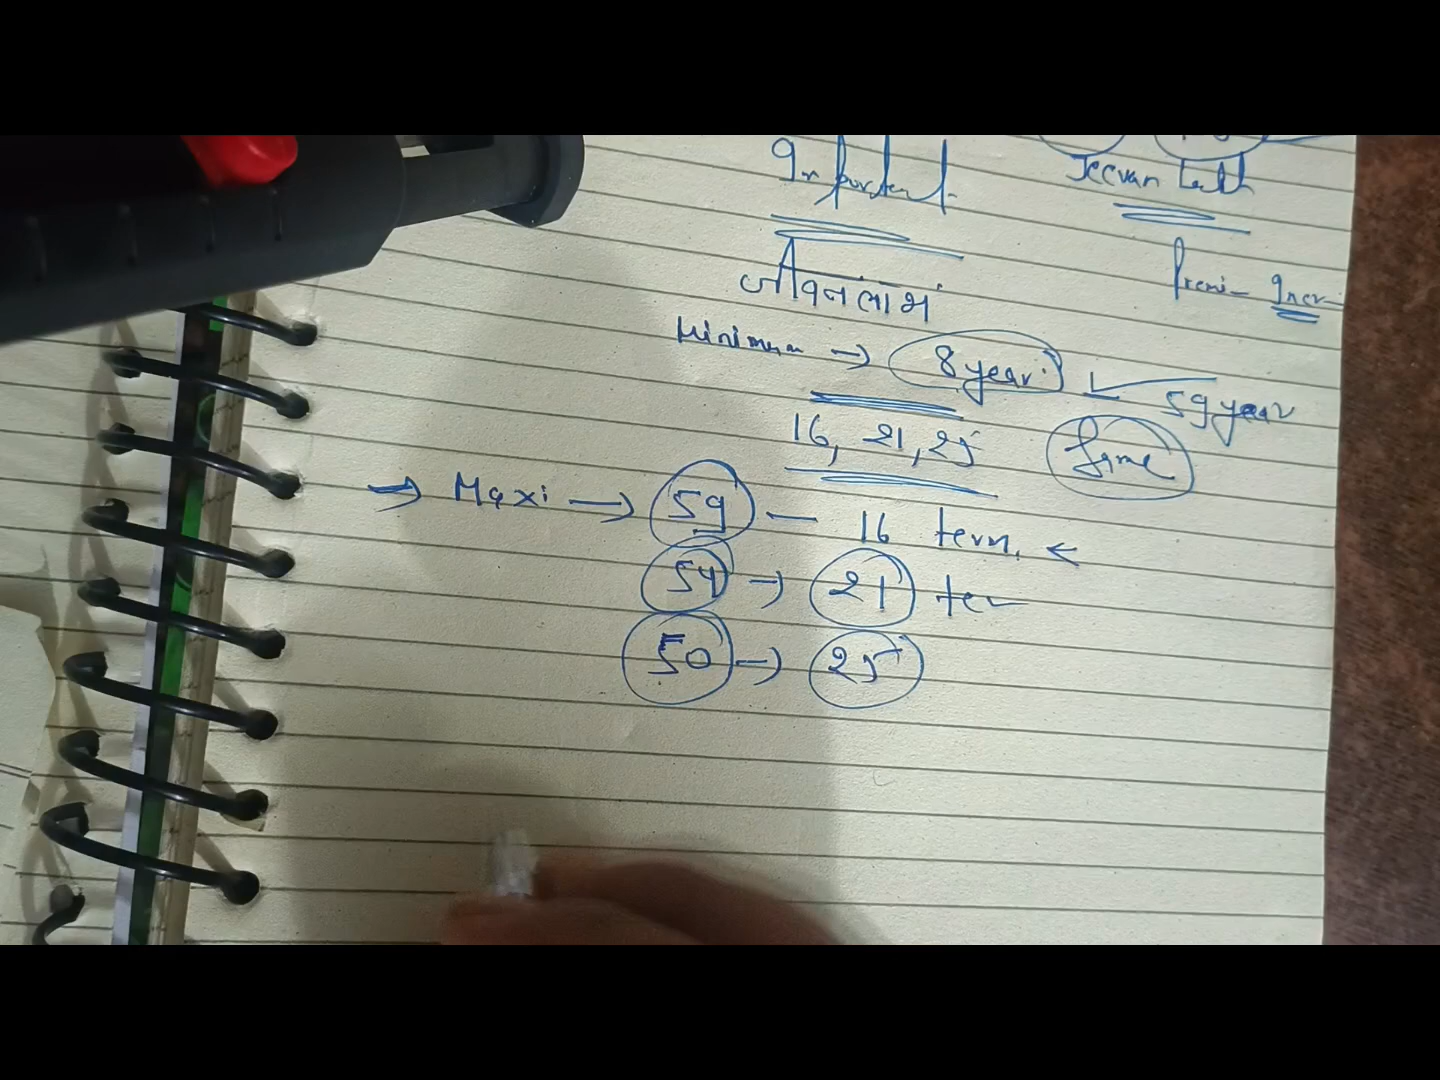 Important
Jeevan Labh
जीवन लाभ
Premi- Incr
Minimum → 8 year
59 year
16, 21, 25
Same
→ Maxi → 59 — 16 term. ←
54 → 21 ter
50 → 25